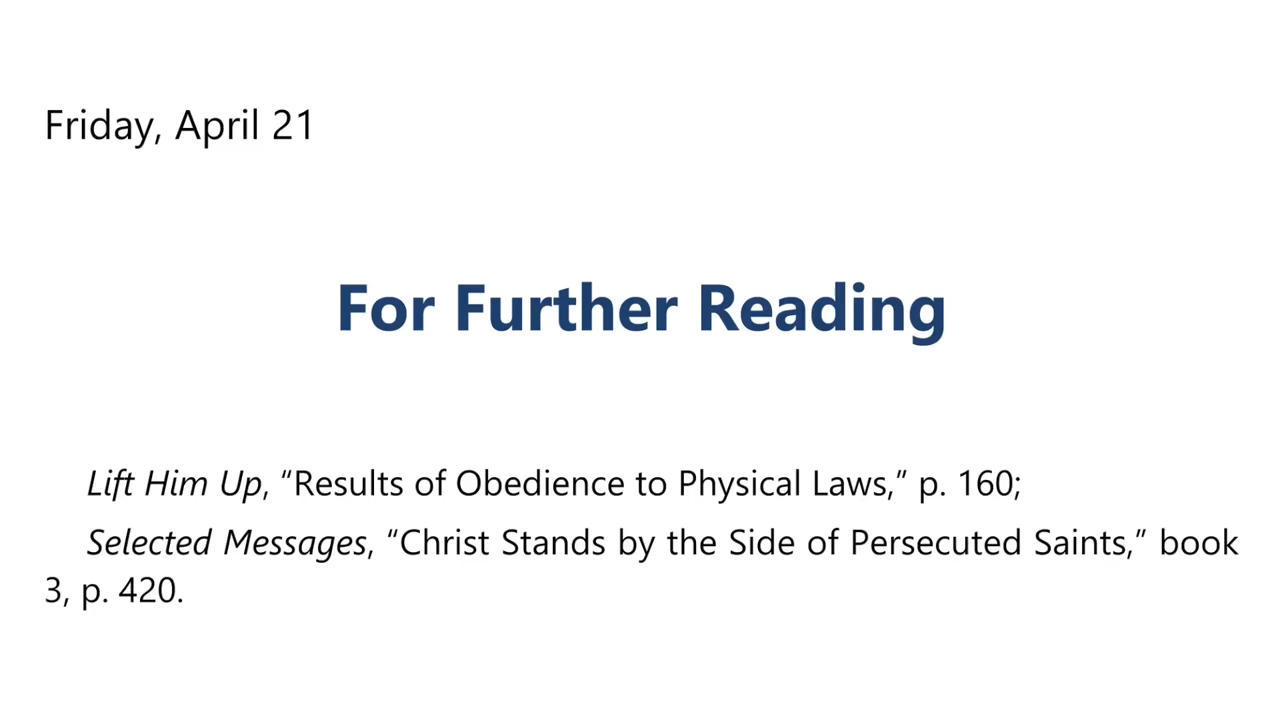 Friday, April 21
For Further Reading
Lift Him Up, “Results of Obedience to Physical Laws,” p. 160;
Selected Messages, “Christ Stands by the Side of Persecuted Saints,” book
3, p. 420.